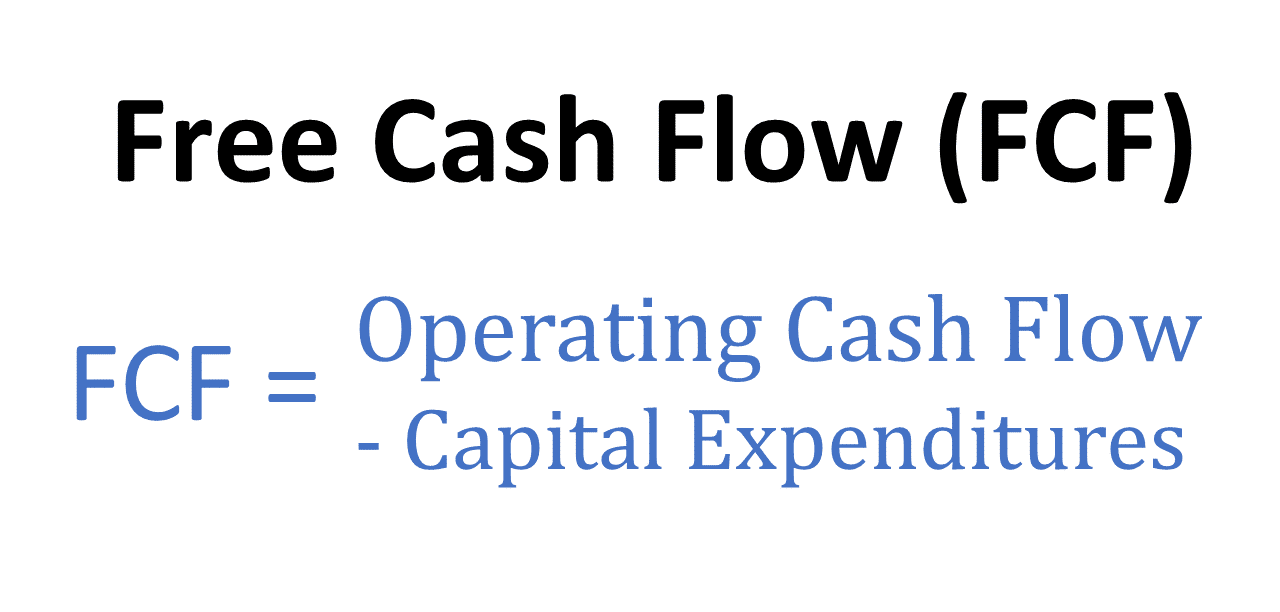 Free Cash Flow (FCF)
FCF =
Operating Cash Flow
- Capital Expenditures